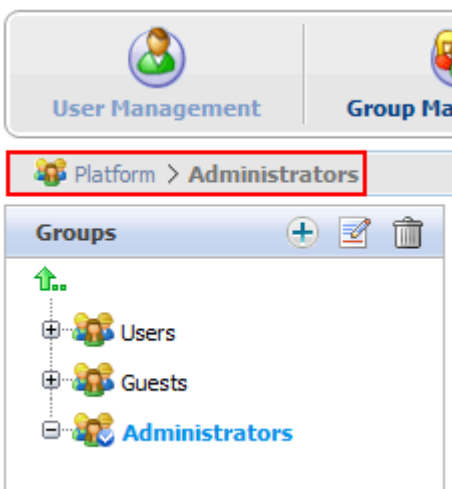 User Management
Group Ma
Platform > Administrators
Groups
Users
Guests
Administrators